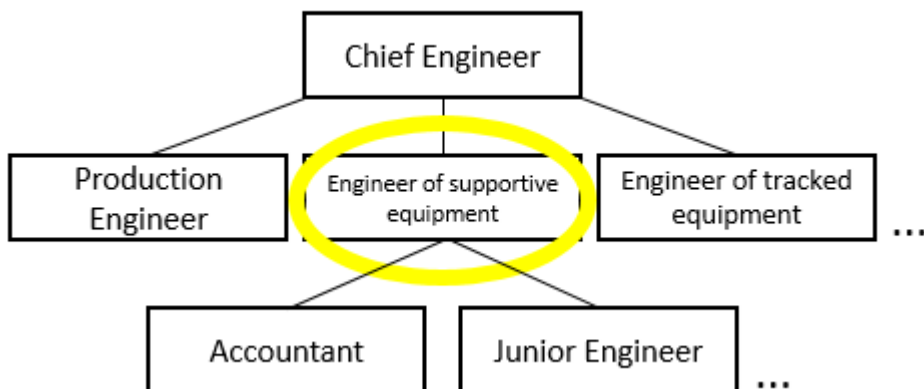 Chief Engineer
Production
Engineer
Engineer of supportive
equipment
Engineer of tracked
equipment
...
Accountant
Junior Engineer
...